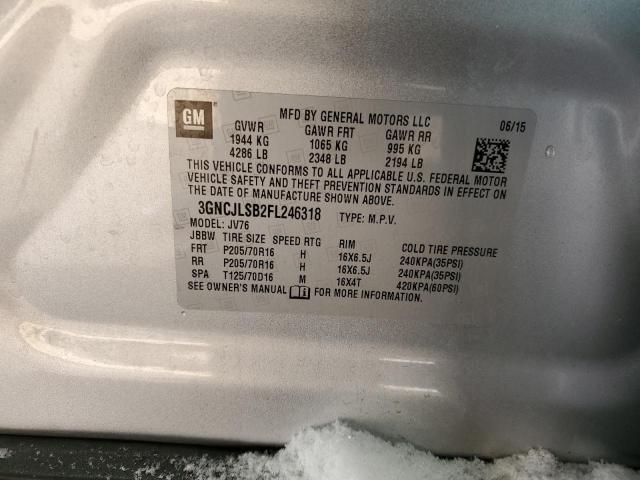 GM
MFD BY GENERAL MOTORS LLC
06/15
GVWR GAWR FRT GAWR RR
1944 KG 1065 KG 995 KG
4286 LB 2348 LB 2194 LB
THIS VEHICLE CONFORMS TO ALL APPLICABLE U.S. FEDERAL MOTOR
VEHICLE SAFETY AND THEFT PREVENTION STANDARDS IN EFFECT ON
THE DATE OF MANUFACTURE SHOWN ABOVE.
3GNCJLSB2FL246318 TYPE: M.P.V.
MODEL: JV76
JBBW TIRE SIZE SPEED RTG RIM COLD TIRE PRESSURE
FRT P205/70R16 H 16X6.5J 240KPA(35PSI)
RR P205/70R16 H 16X6.5J 240KPA(35PSI)
SPA T125/70D16 M 16X4T 420KPA(60PSI)
SEE OWNER'S MANUAL FOR MORE INFORMATION.